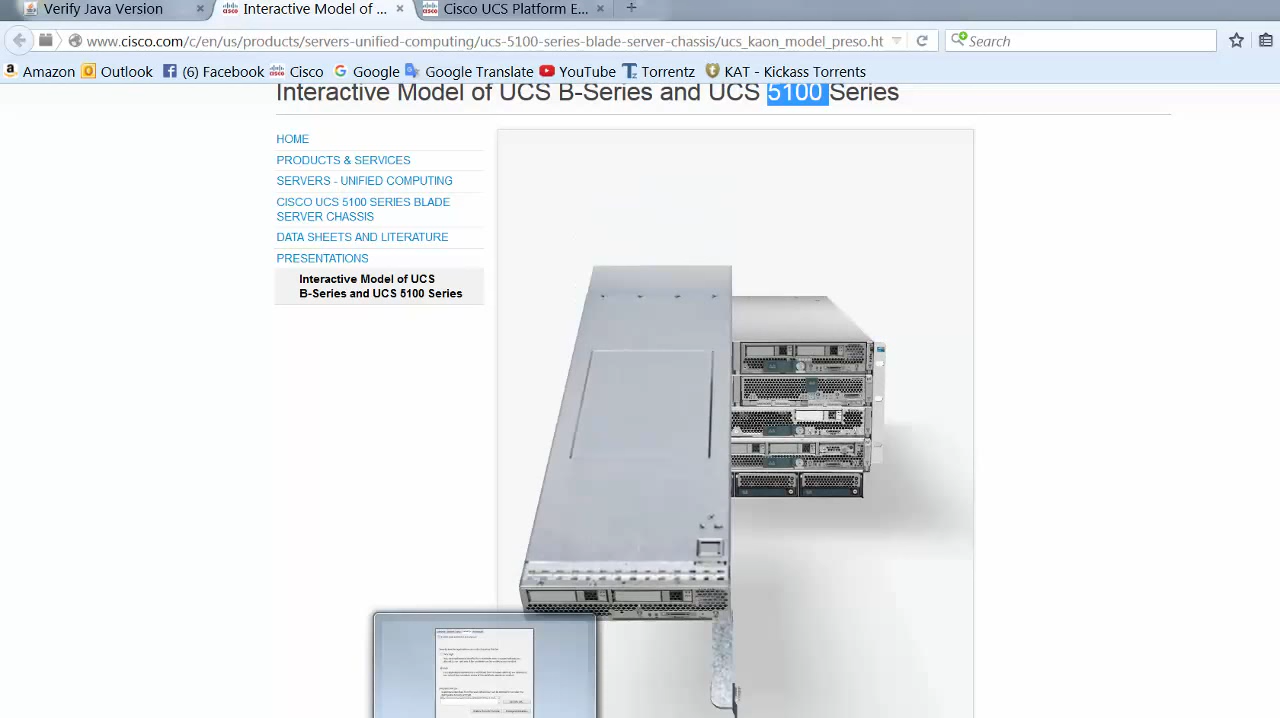 Verify Java Version
Interactive Model of ...
Cisco UCS Platform E...
www.cisco.com/c/en/us/products/servers-unified-computing/ucs-5100-series-blade-server-chassis/ucs_kaon_model_preso.ht
Search
Amazon Outlook (6) Facebook Cisco Google Google Translate YouTube Torrentz KAT - Kickass Torrents
Interactive Model of UCS B-Series and UCS 5100 Series
HOME
PRODUCTS & SERVICES
SERVERS - UNIFIED COMPUTING
CISCO UCS 5100 SERIES BLADE
SERVER CHASSIS
DATA SHEETS AND LITERATURE
PRESENTATIONS
Interactive Model of UCS
B-Series and UCS 5100 Series